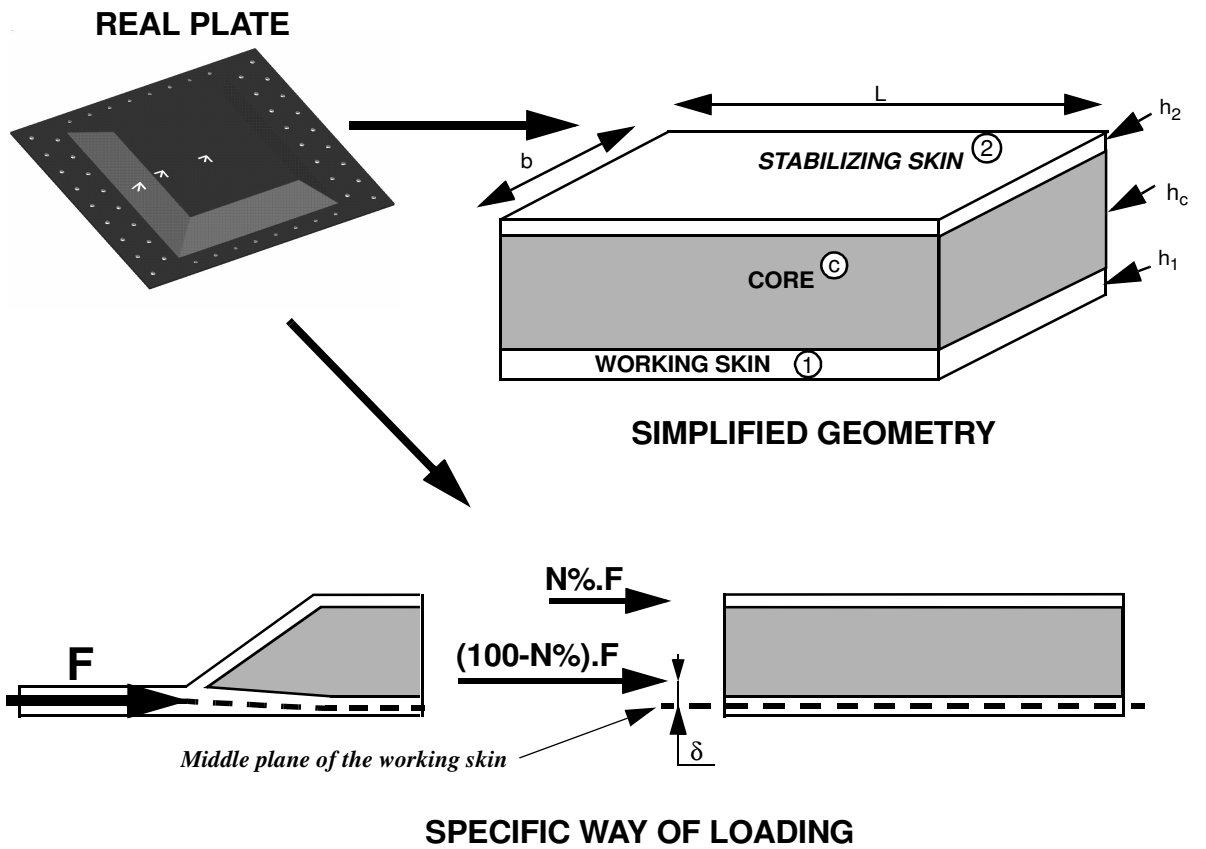 REAL PLATE
L
h2
b
STABILIZING SKIN 2
hc
CORE C
h1
WORKING SKIN 1
SIMPLIFIED GEOMETRY
N%.F
F
(100-N%).F
Middle plane of the working skin
δ
SPECIFIC WAY OF LOADING